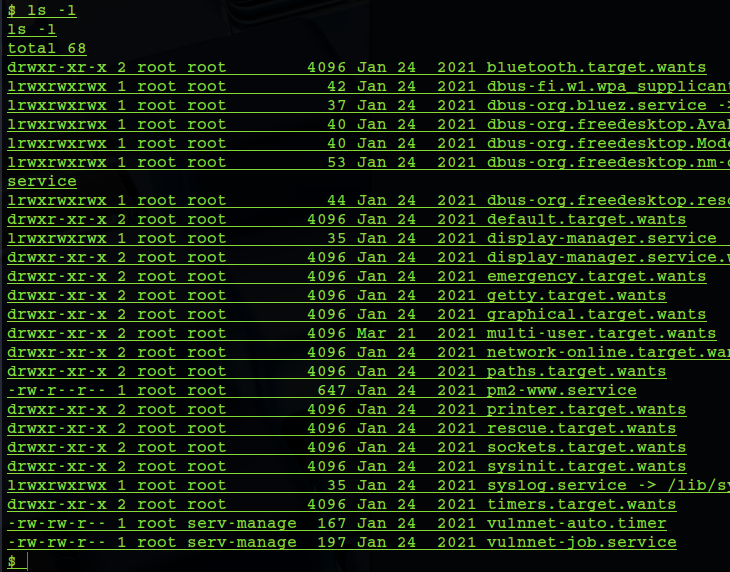 $ ls -l
ls -l
total 68
drwxr-xr-x 2 root root        4096 Jan 24  2021 bluetooth.target.wants
lrwxrwxrwx 1 root root          42 Jan 24  2021 dbus-fi.w1.wpa_supplicant
lrwxrwxrwx 1 root root          37 Jan 24  2021 dbus-org.bluez.service ->
lrwxrwxrwx 1 root root          40 Jan 24  2021 dbus-org.freedesktop.Ava
lrwxrwxrwx 1 root root          40 Jan 24  2021 dbus-org.freedesktop.Mode
lrwxrwxrwx 1 root root          53 Jan 24  2021 dbus-org.freedesktop.nm-
service
lrwxrwxrwx 1 root root          44 Jan 24  2021 dbus-org.freedesktop.reso
drwxr-xr-x 2 root root        4096 Jan 24  2021 default.target.wants
lrwxrwxrwx 1 root root          35 Jan 24  2021 display-manager.service
drwxr-xr-x 2 root root        4096 Jan 24  2021 display-manager.service.w
drwxr-xr-x 2 root root        4096 Jan 24  2021 emergency.target.wants
drwxr-xr-x 2 root root        4096 Jan 24  2021 getty.target.wants
drwxr-xr-x 2 root root        4096 Jan 24  2021 graphical.target.wants
drwxr-xr-x 2 root root        4096 Mar 21  2021 multi-user.target.wants
drwxr-xr-x 2 root root        4096 Jan 24  2021 network-online.target.wan
drwxr-xr-x 2 root root        4096 Jan 24  2021 paths.target.wants
-rw-r--r-- 1 root root         647 Jan 24  2021 pm2-www.service
drwxr-xr-x 2 root root        4096 Jan 24  2021 printer.target.wants
drwxr-xr-x 2 root root        4096 Jan 24  2021 rescue.target.wants
drwxr-xr-x 2 root root        4096 Jan 24  2021 sockets.target.wants
drwxr-xr-x 2 root root        4096 Jan 24  2021 sysinit.target.wants
lrwxrwxrwx 1 root root          35 Jan 24  2021 syslog.service -> /lib/sy
drwxr-xr-x 2 root root        4096 Jan 24  2021 timers.target.wants
-rw-rw-r-- 1 root serv-manage  167 Jan 24  2021 vulnnet-auto.timer
-rw-rw-r-- 1 root serv-manage  197 Jan 24  2021 vulnnet-job.service
$